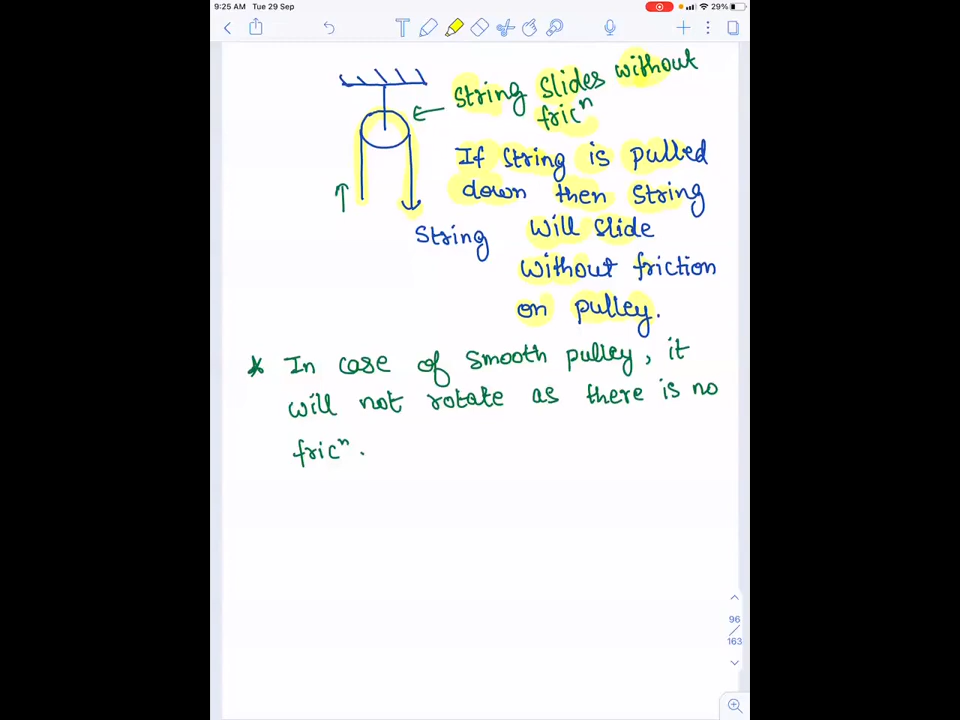 9:25 AM Tue 29 Sep
29%
T
String slides without
fricⁿ
If string is pulled
down then string
will slide
String
without friction
on pulley.
* In case of smooth pulley, it
will not rotate as there is no
fricⁿ.
96
/
163